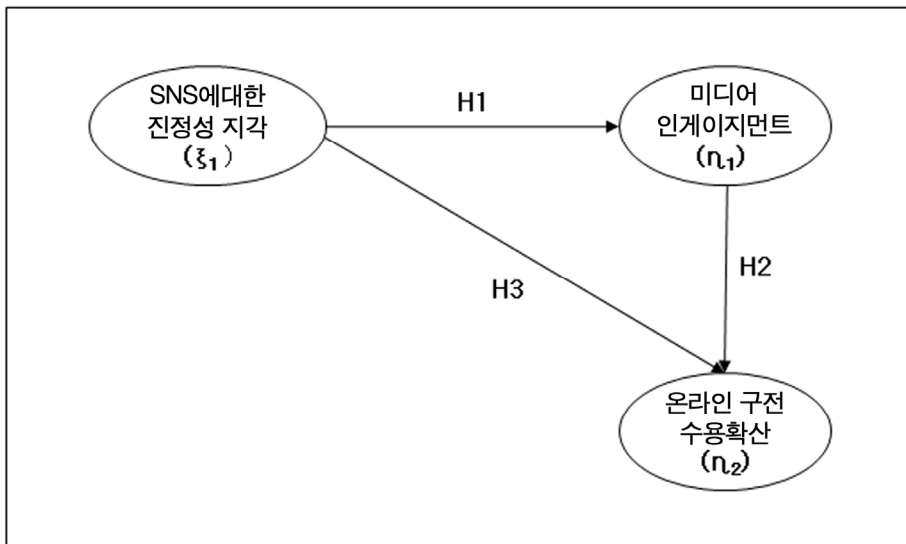 SNS에대한
진정성 지각
(ξ₁)
H1
미디어
인게이지먼트
(η₁)
H3
H2
온라인 구전
수용확산
(η₂)